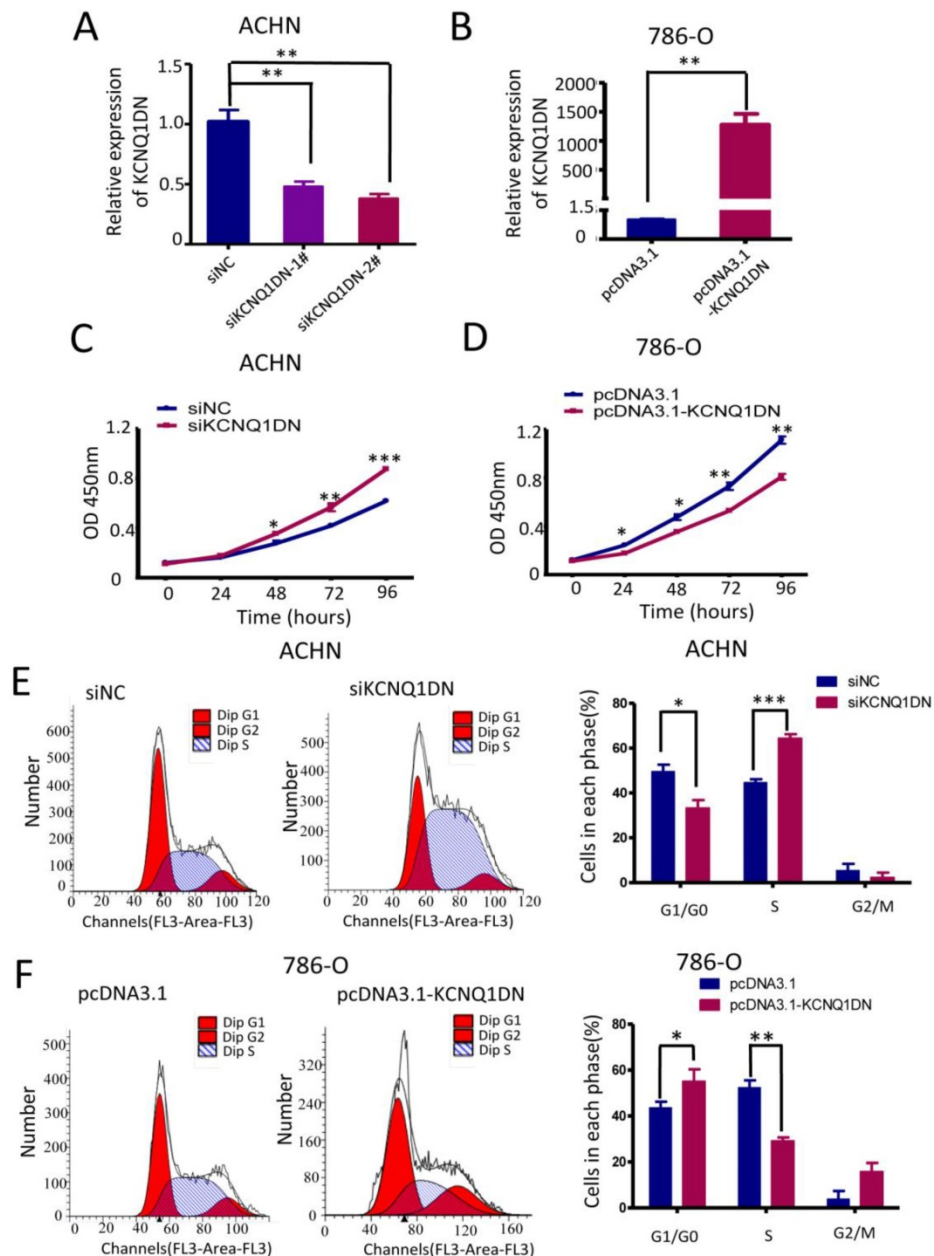 A
ACHN
**
**
Relative expression
of KCNQ1DN
1.5
1.0
0.5
0
siNC
siKCNQ1DN-1#
siKCNQ1DN-2#
B
786-O
**
Relative expression
of KCNQ1DN
2000
1500
1000
500
1.5
0
pcDNA3.1
pcDNA3.1
-KCNQ1DN
C
ACHN
siNC
siKCNQ1DN
OD 450nm
1.2
0.8
0.4
0
*
**
***
0 24 48 72 96
Time (hours)
D
786-O
pcDNA3.1
pcDNA3.1-KCNQ1DN
OD 450nm
1.2
0.8
0.4
0
*
*
**
**
0 24 48 72 96
Time (hours)
E
ACHN
siNC
Dip G1
Dip G2
Dip S
Number
600
500
400
300
200
100
0
0 20 40 60 80 100 120
Channels(FL3-Area-FL3)
siKCNQ1DN
Dip G1
Dip G2
Dip S
Number
500
400
300
200
100
0 20 40 60 80 100 120
Channels(FL3-Area-FL3)
ACHN
siNC
siKCNQ1DN
Cells in each phase(%)
80
60
40
20
0
*
***
G1/G0 S G2/M
F
786-O
pcDNA3.1
Dip G1
Dip G2
Dip S
Number
500
400
300
200
100
0
0 20 40 60 80 100 120
Channels(FL3-Area-FL3)
pcDNA3.1-KCNQ1DN
Dip G1
Dip G2
Dip S
Number
320
240
160
80
0
0 40 80 120 160
Channels(FL3-Area-FL3)
786-O
pcDNA3.1
pcDNA3.1-KCNQ1DN
Cells in each phase(%)
80
60
40
20
0
*
**
G1/G0 S G2/M